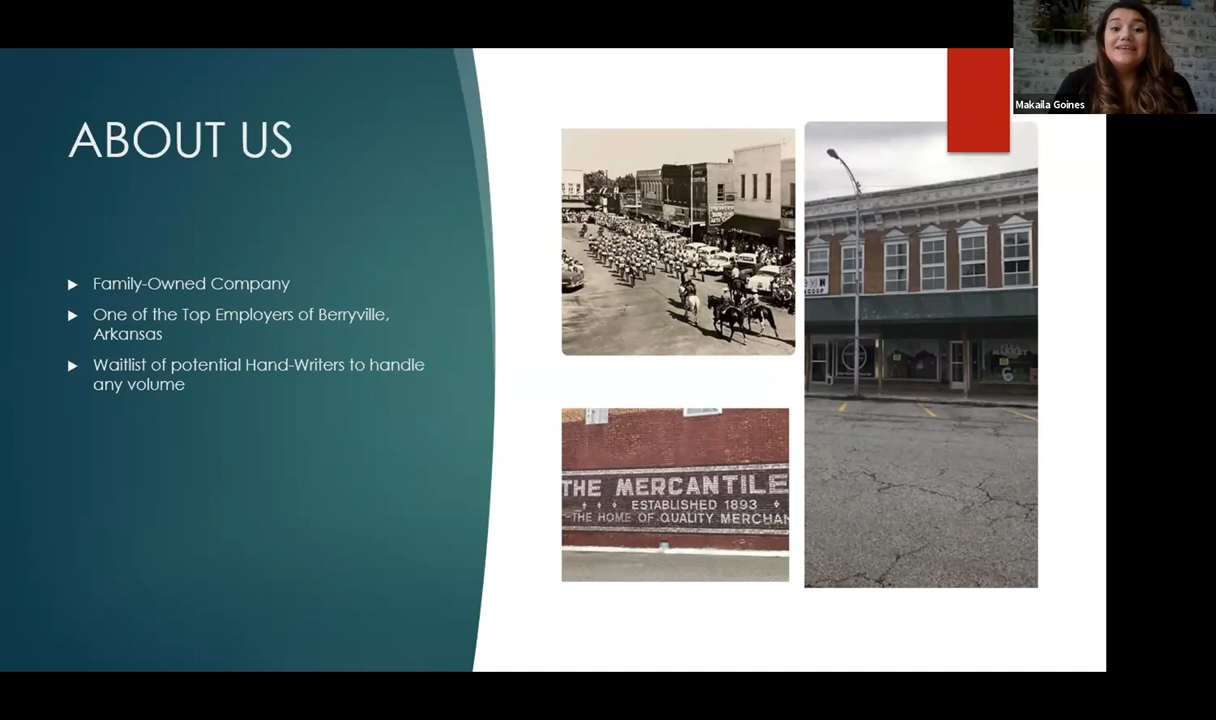 Makaila Goines
ABOUT US
Family-Owned Company
One of the Top Employers of Berryville,
Arkansas
Waitlist of potential Hand-Writers to handle
any volume
THE MERCANTILE
ESTABLISHED 1893
THE HOME OF QUALITY MERCHAN